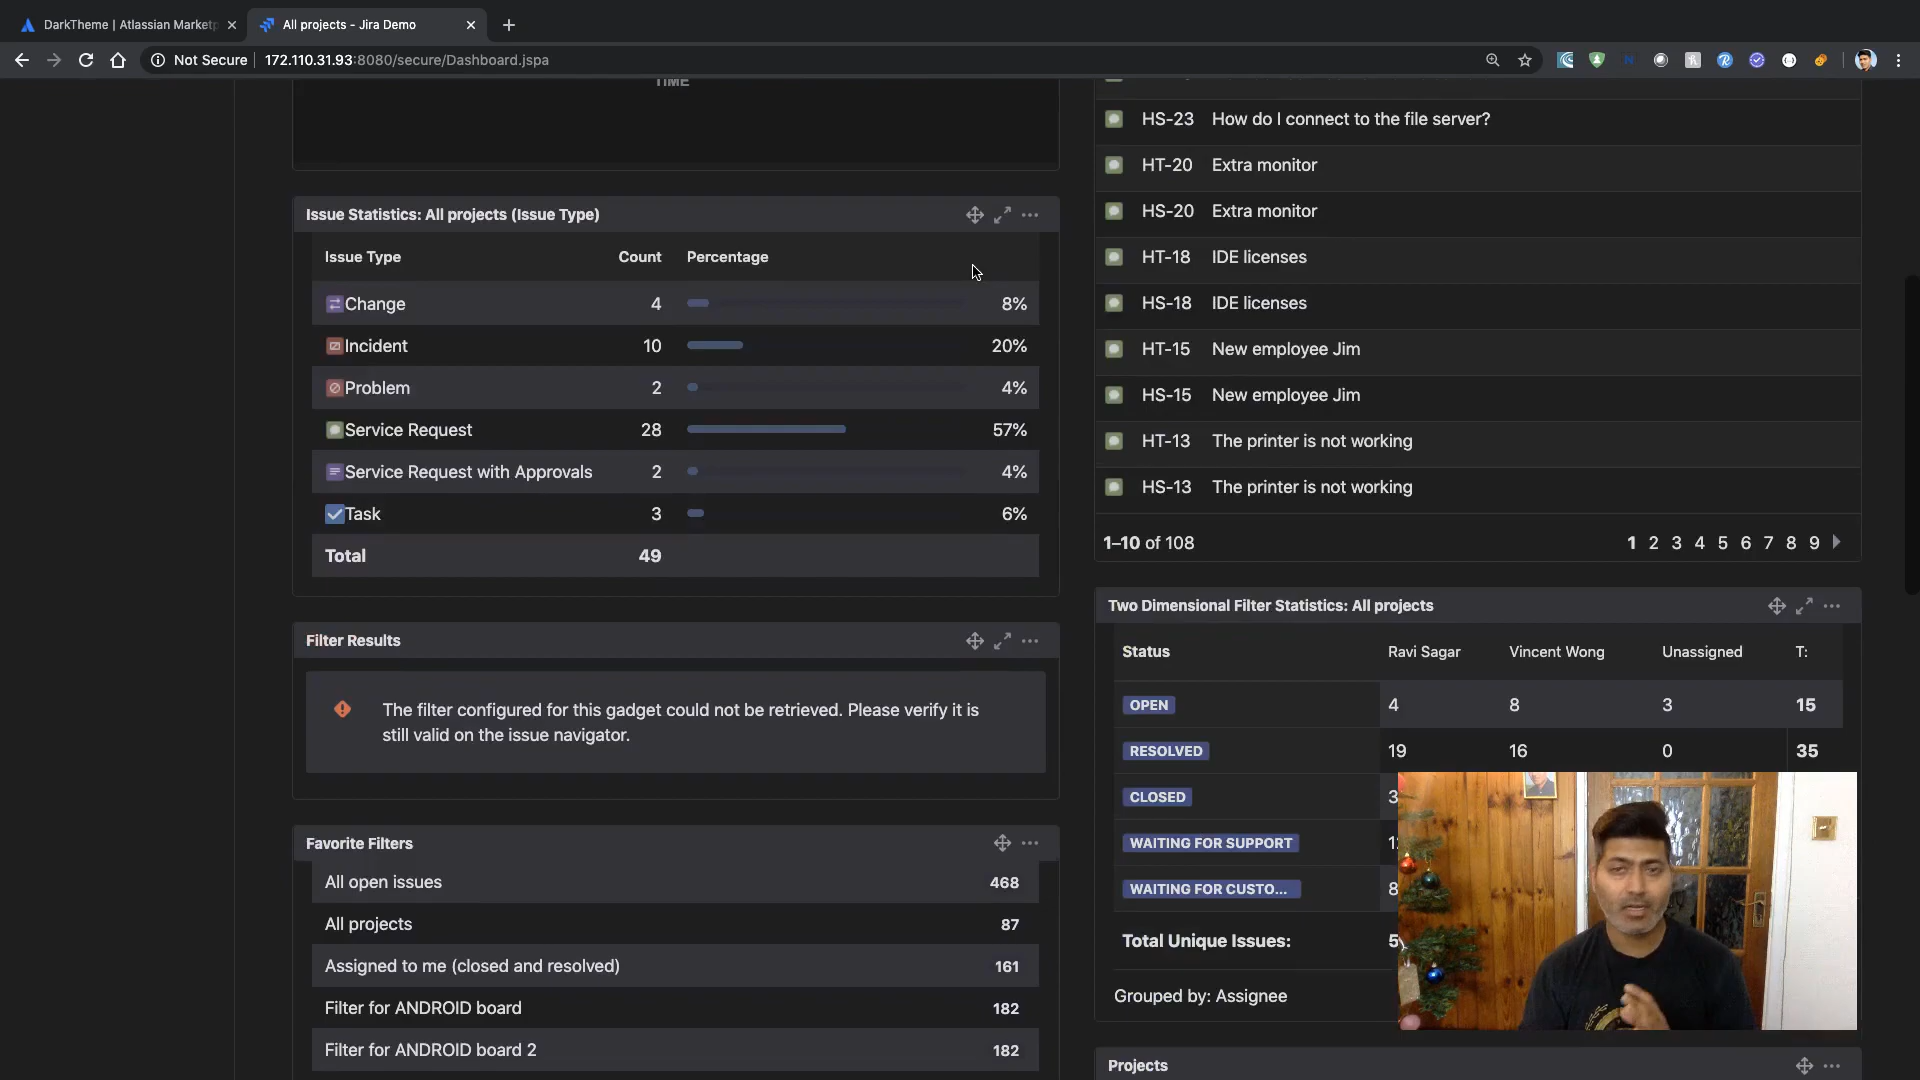 DarkTheme | Atlassian Marketp
All projects - Jira Demo
Not Secure
172.110.31.93:8080/secure/Dashboard.jspa
TIME
Issue Statistics: All projects (Issue Type)
Issue Type Count Percentage
Change 4 8%
Incident 10 20%
Problem 2 4%
Service Request 28 57%
Service Request with Approvals 2 4%
Task 3 6%
Total 49
Filter Results
The filter configured for this gadget could not be retrieved. Please verify it is
still valid on the issue navigator.
Favorite Filters
All open issues 468
All projects 87
Assigned to me (closed and resolved) 161
Filter for ANDROID board 182
Filter for ANDROID board 2 182
HS-23 How do I connect to the file server?
HT-20 Extra monitor
HS-20 Extra monitor
HT-18 IDE licenses
HS-18 IDE licenses
HT-15 New employee Jim
HS-15 New employee Jim
HT-13 The printer is not working
HS-13 The printer is not working
1–10 of 108 1 2 3 4 5 6 7 8 9
Two Dimensional Filter Statistics: All projects
Status Ravi Sagar Vincent Wong Unassigned T:
OPEN 4 8 3 15
RESOLVED 19 16 0 35
CLOSED 3
WAITING FOR SUPPORT 1
WAITING FOR CUSTO... 8
Total Unique Issues: 5
Grouped by: Assignee
Projects